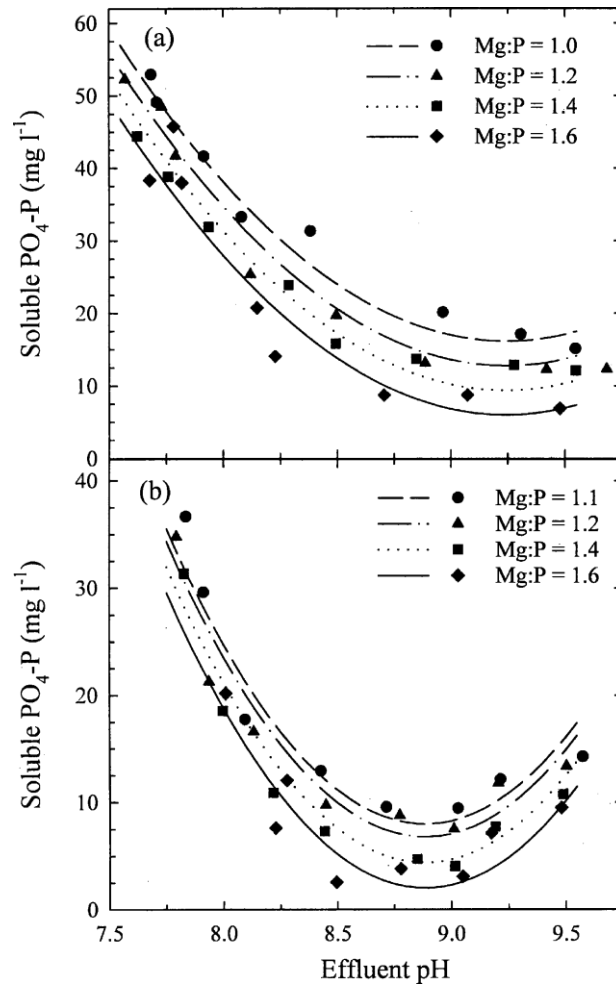 (a)
Mg:P = 1.0
Mg:P = 1.2
Mg:P = 1.4
Mg:P = 1.6
Soluble PO₄-P (mg l⁻¹)
60
50
40
30
20
10
0
(b)
Mg:P = 1.1
Mg:P = 1.2
Mg:P = 1.4
Mg:P = 1.6
Soluble PO₄-P (mg l⁻¹)
40
30
20
10
0
7.5 8.0 8.5 9.0 9.5
Effluent pH